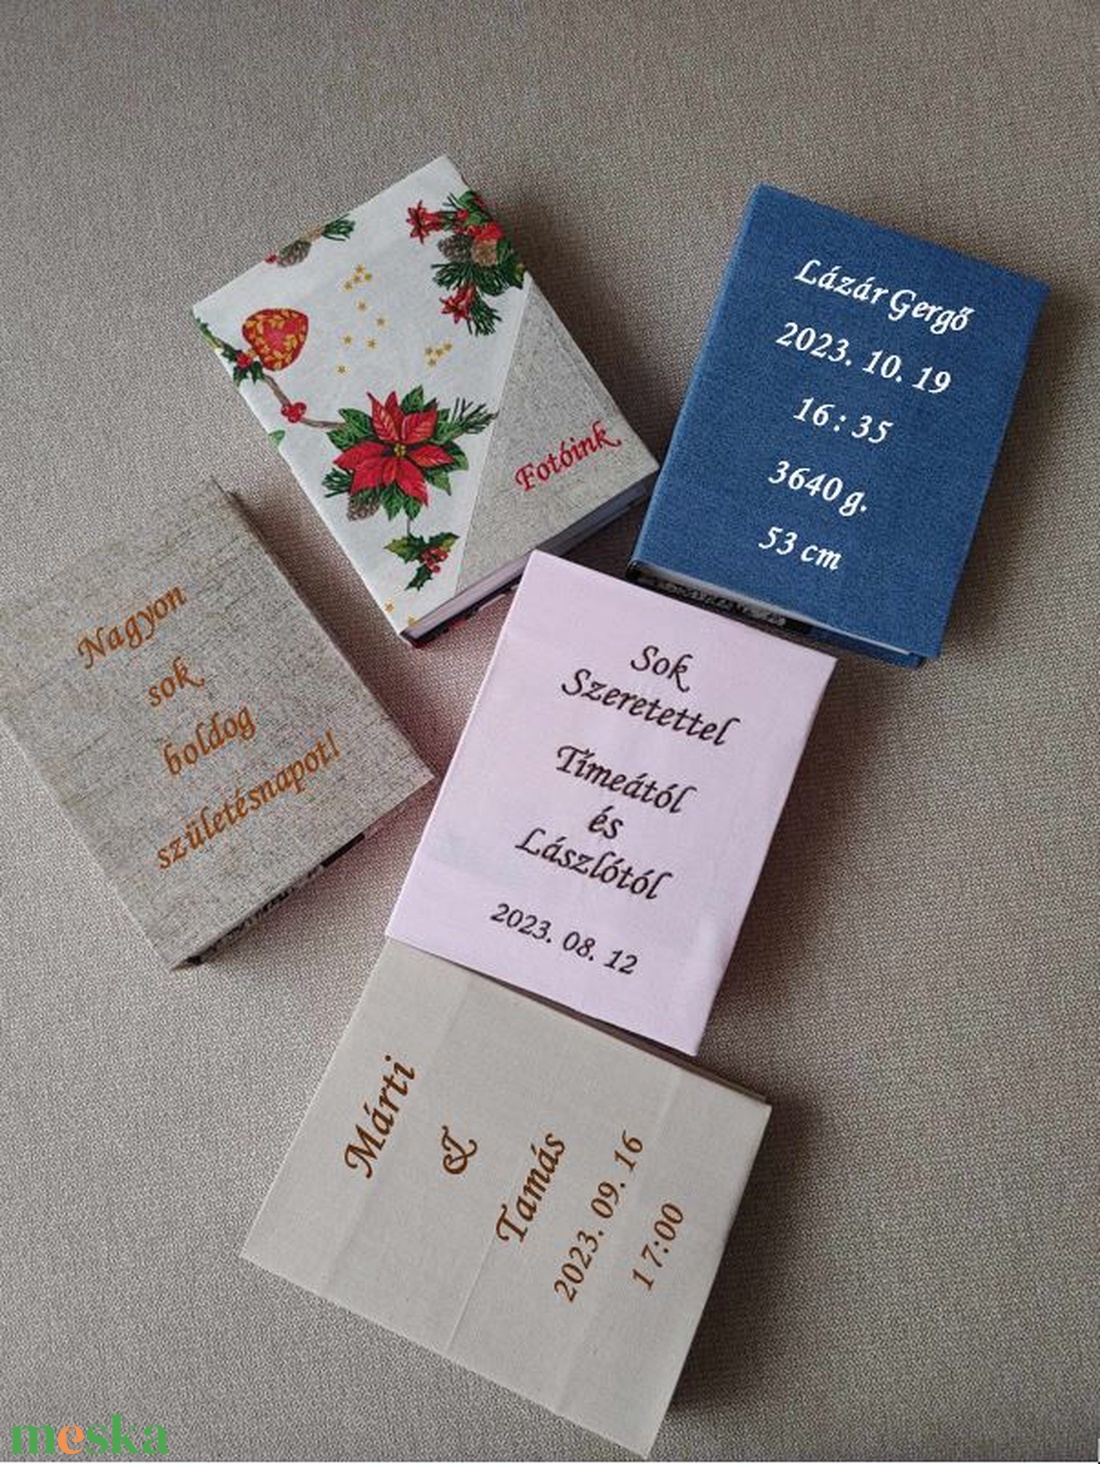 Fotóink
Lázár Gergő
2023. 10. 19
16 : 35
3640 g.
53 cm
Nagyon
sok
boldog
születésnapot!
Sok
Szeretettel
Tímeától
és
Lászlótól
2023. 08. 12
Márti
&
Tamás
2023. 09. 16
17:00
meska